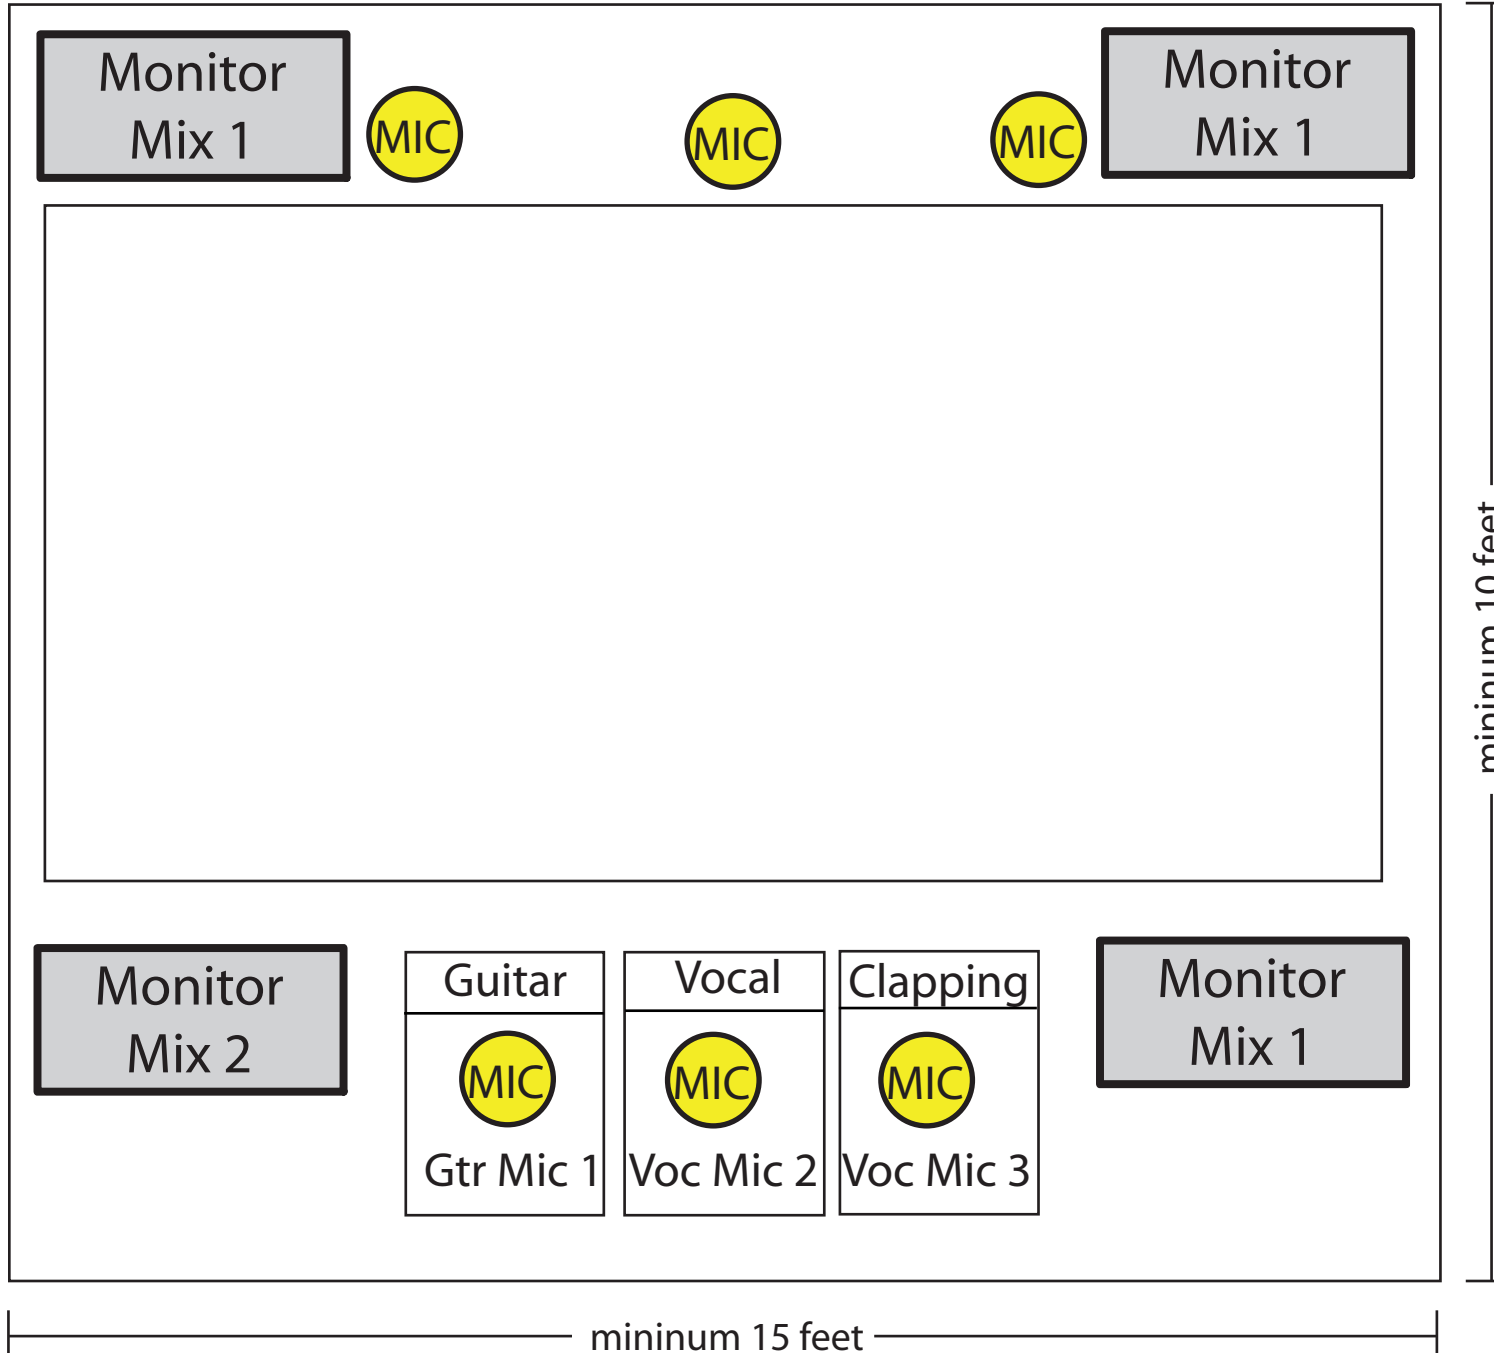 Monitor
Mix 1
MIC
MIC
MIC
Monitor
Mix 1
mininum 10 feet
Monitor
Mix 2
Guitar
MIC
Gtr Mic 1
Vocal
MIC
Voc Mic 2
Clapping
MIC
Voc Mic 3
Monitor
Mix 1
mininum 15 feet